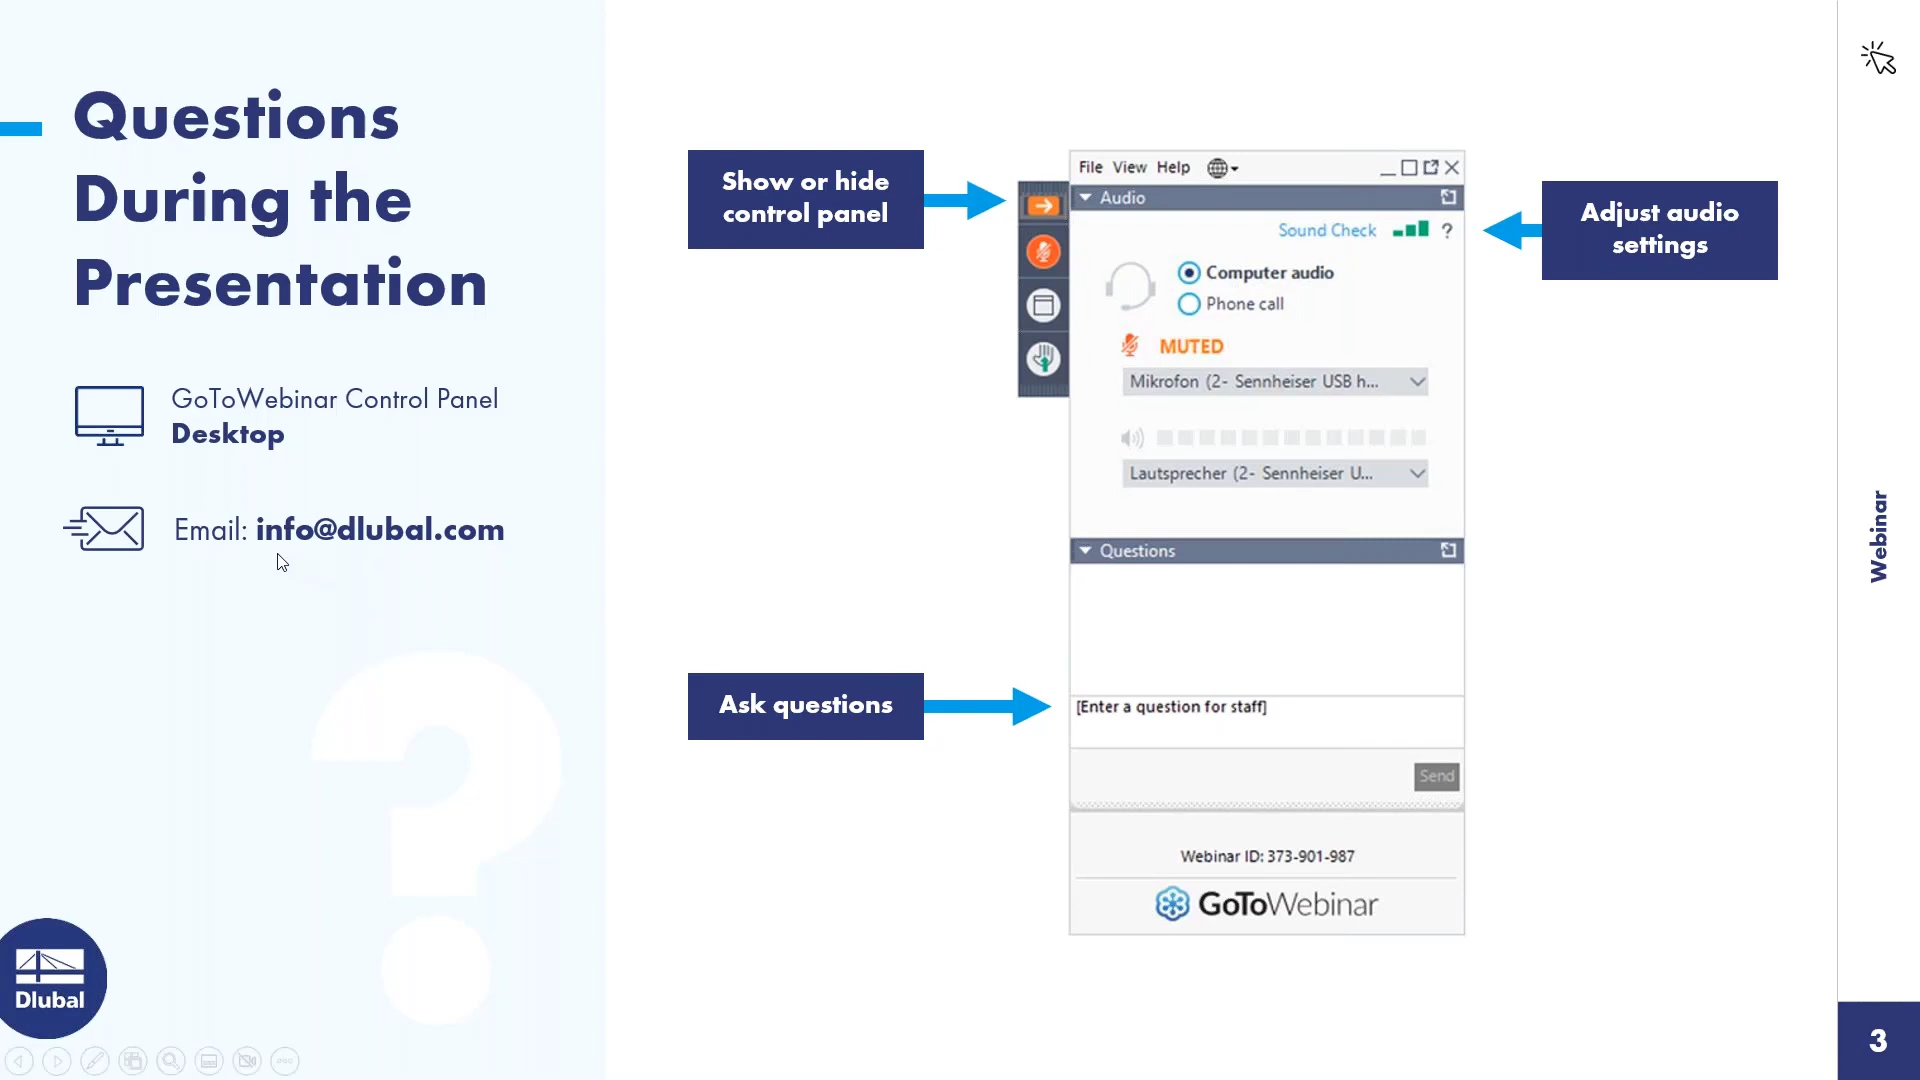 Questions
During the
Presentation
GoToWebinar Control Panel
Desktop
Email: info@dlubal.com
Dlubal
Show or hide
control panel
Ask questions
File View Help
Audio
Sound Check ?
Computer audio
Phone call
MUTED
Mikrofon (2- Sennheiser USB h...
Lautsprecher (2- Sennheiser U...
Questions
[Enter a question for staff]
Send
Webinar ID: 373-901-987
GoToWebinar
Adjust audio
settings
Webinar
3